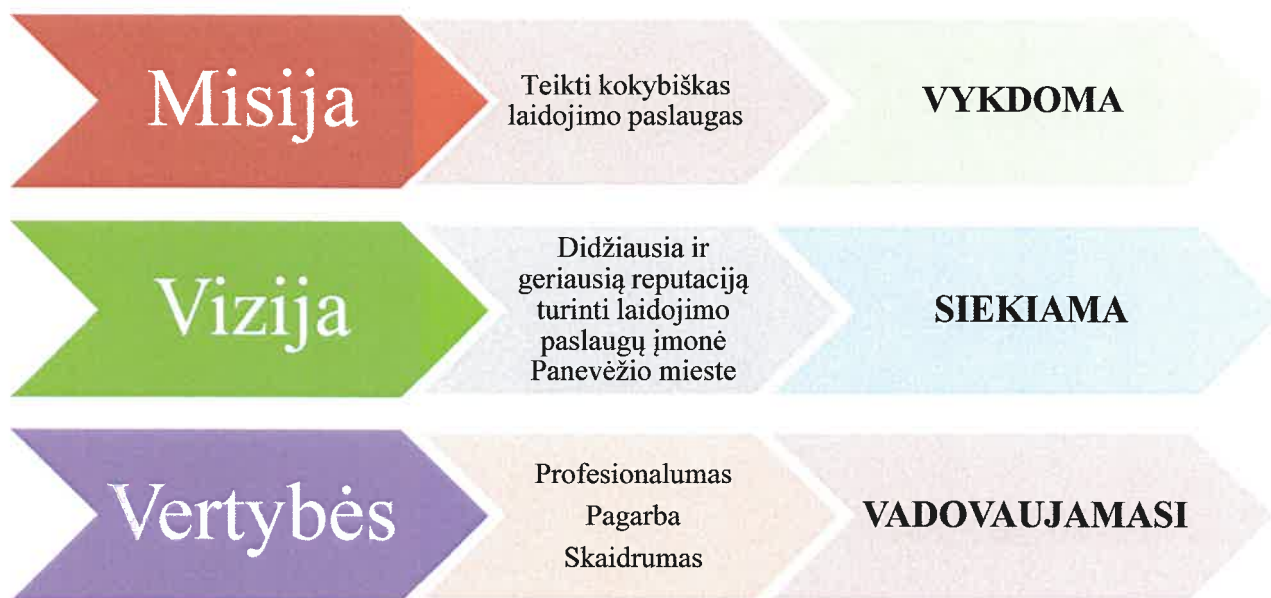 Misija
Teikti kokybiškas
laidojimo paslaugas
VYKDOMA
Vizija
Didžiausia ir
geriausią reputaciją
turinti laidojimo
paslaugų įmonė
Panevėžio mieste
SIEKIAMA
Vertybės
Profesionalumas
Pagarba
Skaidrumas
VADOVAUJAMASI